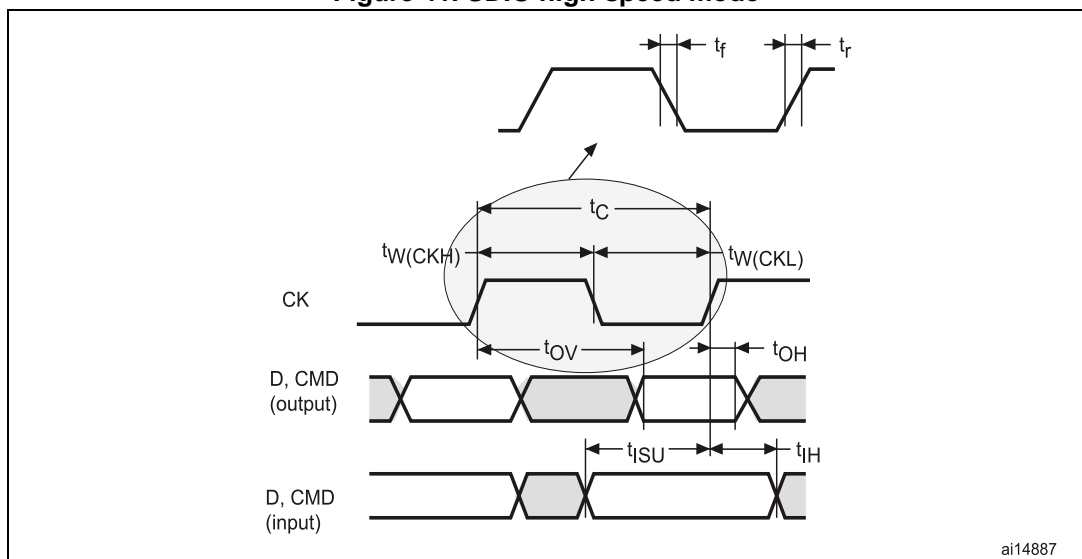 Figure 41. SDIO high-speed mode
tf
tr
tC
tW(CKH)
tW(CKL)
CK
tOV
tOH
D, CMD
(output)
tISU
tIH
D, CMD
(input)
ai14887